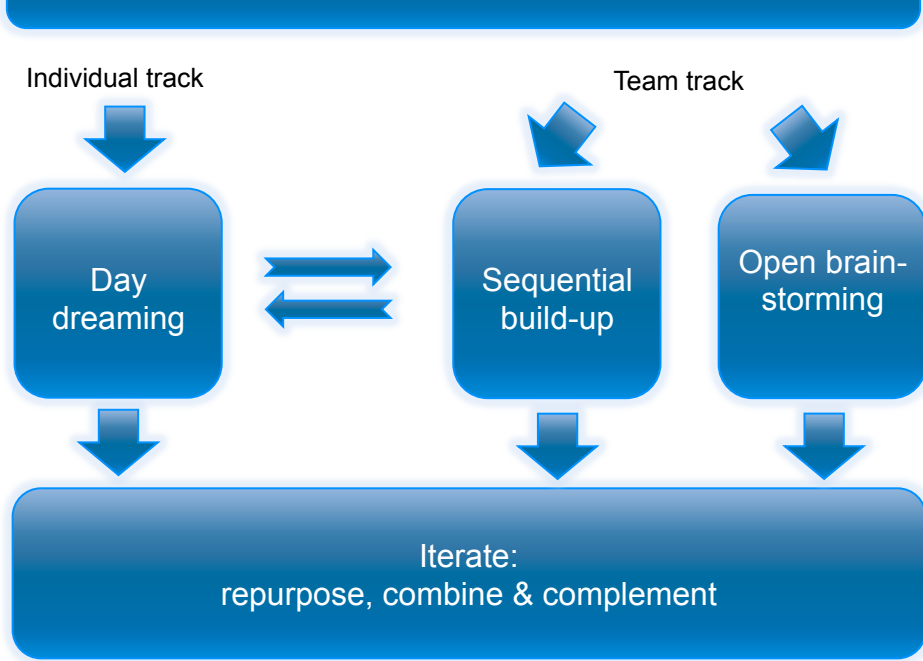 Individual track
Team track
Day
dreaming
Sequential
build-up
Open brain-
storming
Iterate:
repurpose, combine & complement